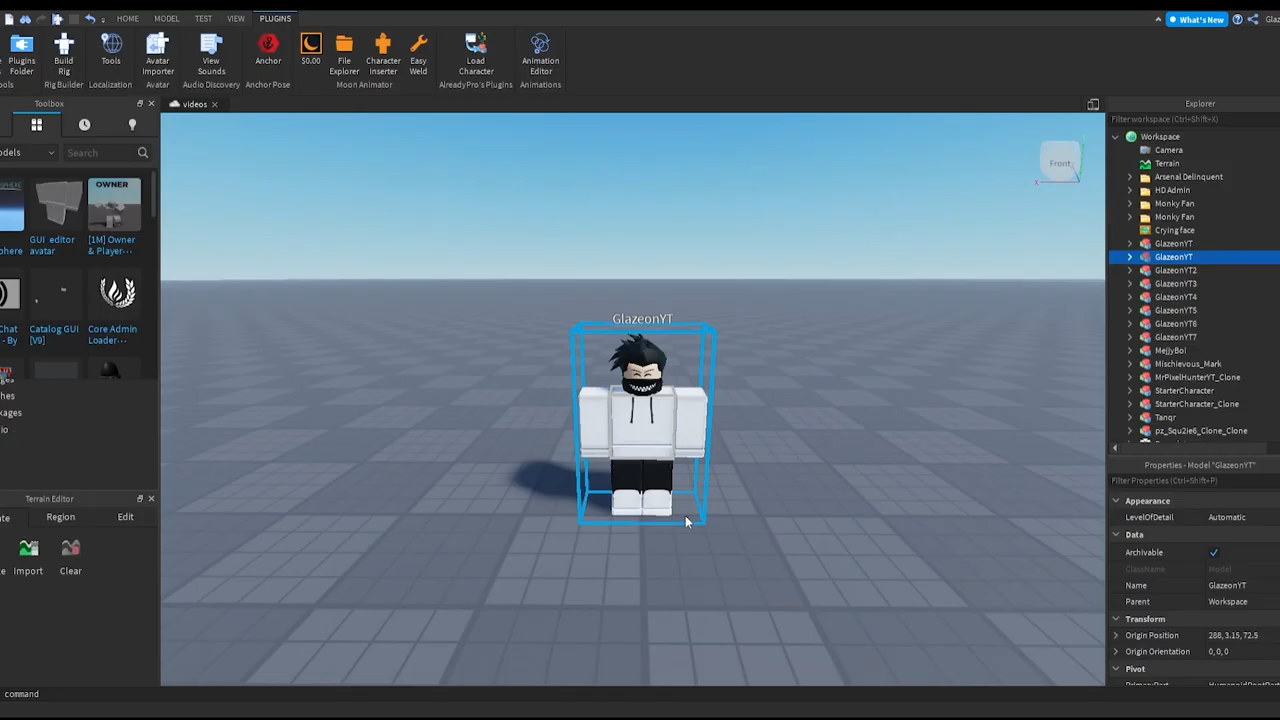 HOME MODEL TEST VIEW PLUGINS
What's New
Plugins Folder
Build Rig
Tools
Avatar Importer
View Sounds
Anchor
$0.00
File Explorer
Character Inserter
Easy Weld
Load Character
Animation Editor
Rig Builder Localization Avatar Audio Discovery Anchor Pose Moon Animator AlreadyPro's Plugins Animations
Toolbox
videos
Explorer
Filter workspace (Ctrl+Shift+X)
Search
OWNER
GUI editor avatar
[1M] Owner & Player...
Catalog GUI [V9]
Core Admin Loader...
Front
GlazeonYT
Workspace
Camera
Terrain
Arsenal Delinquent
HD Admin
Monky Fan
Monky Fan
Crying face
GlazeonYT
GlazeonYT
GlazeonYT2
GlazeonYT3
GlazeonYT4
GlazeonYT5
GlazeonYT6
GlazeonYT7
MejjyBoi
Mischievous_Mark
MrPixelHunterYT_Clone
StarterCharacter
StarterCharacter_Clone
Tanqr
pz_Squ2ie6_Clone_Clone
Properties - Model "GlazeonYT"
Filter Properties (Ctrl+Shift+P)
Appearance
LevelOfDetail Automatic
Data
Archivable
ClassName Model
Name GlazeonYT
Parent Workspace
Transform
Origin Position 288, 3.15, 72.5
Origin Orientation 0, 0, 0
Pivot
Terrain Editor
Region Edit
Import Clear
command